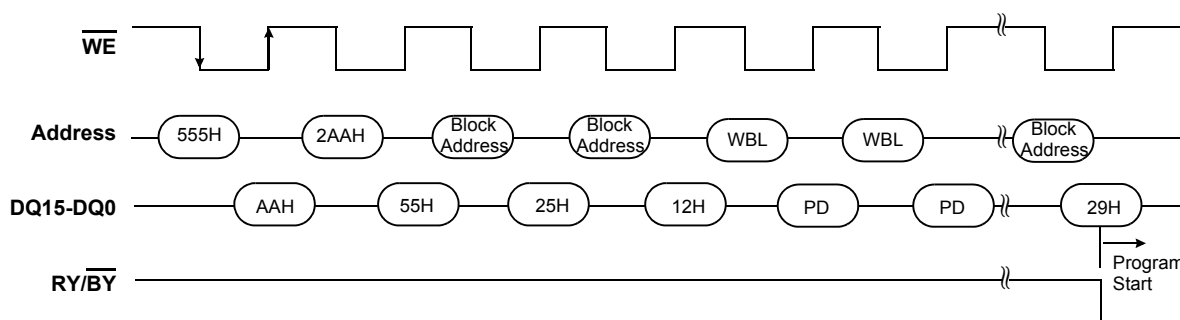 WE
Address 555H 2AAH Block Address Block Address WBL WBL Block Address
DQ15-DQ0 AAH 55H 25H 12H PD PD 29H
Program Start
RY/BY